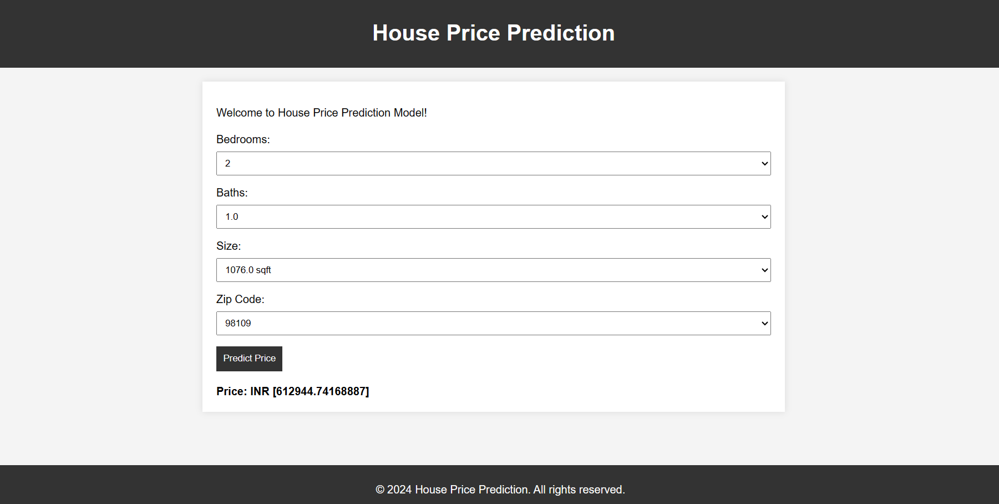 House Price Prediction
Welcome to House Price Prediction Model!
Bedrooms:
2
Baths:
1.0
Size:
1076.0 sqft
Zip Code:
98109
Predict Price
Price: INR [612944.74168887]
© 2024 House Price Prediction. All rights reserved.